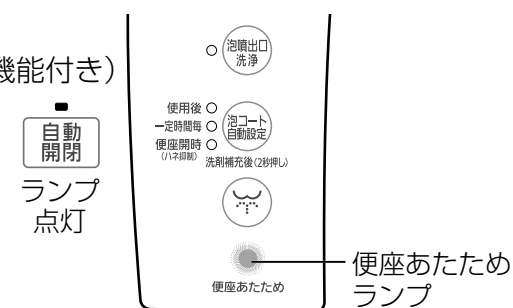 機能付き）
自動
開閉
ランプ
点灯
泡噴出口
洗浄
使用後
一定時間毎
便座開時
（ハネ抑制）
泡コート
自動設定
洗剤補充後（2秒押し）
便座あたため
便座あたため
ランプ